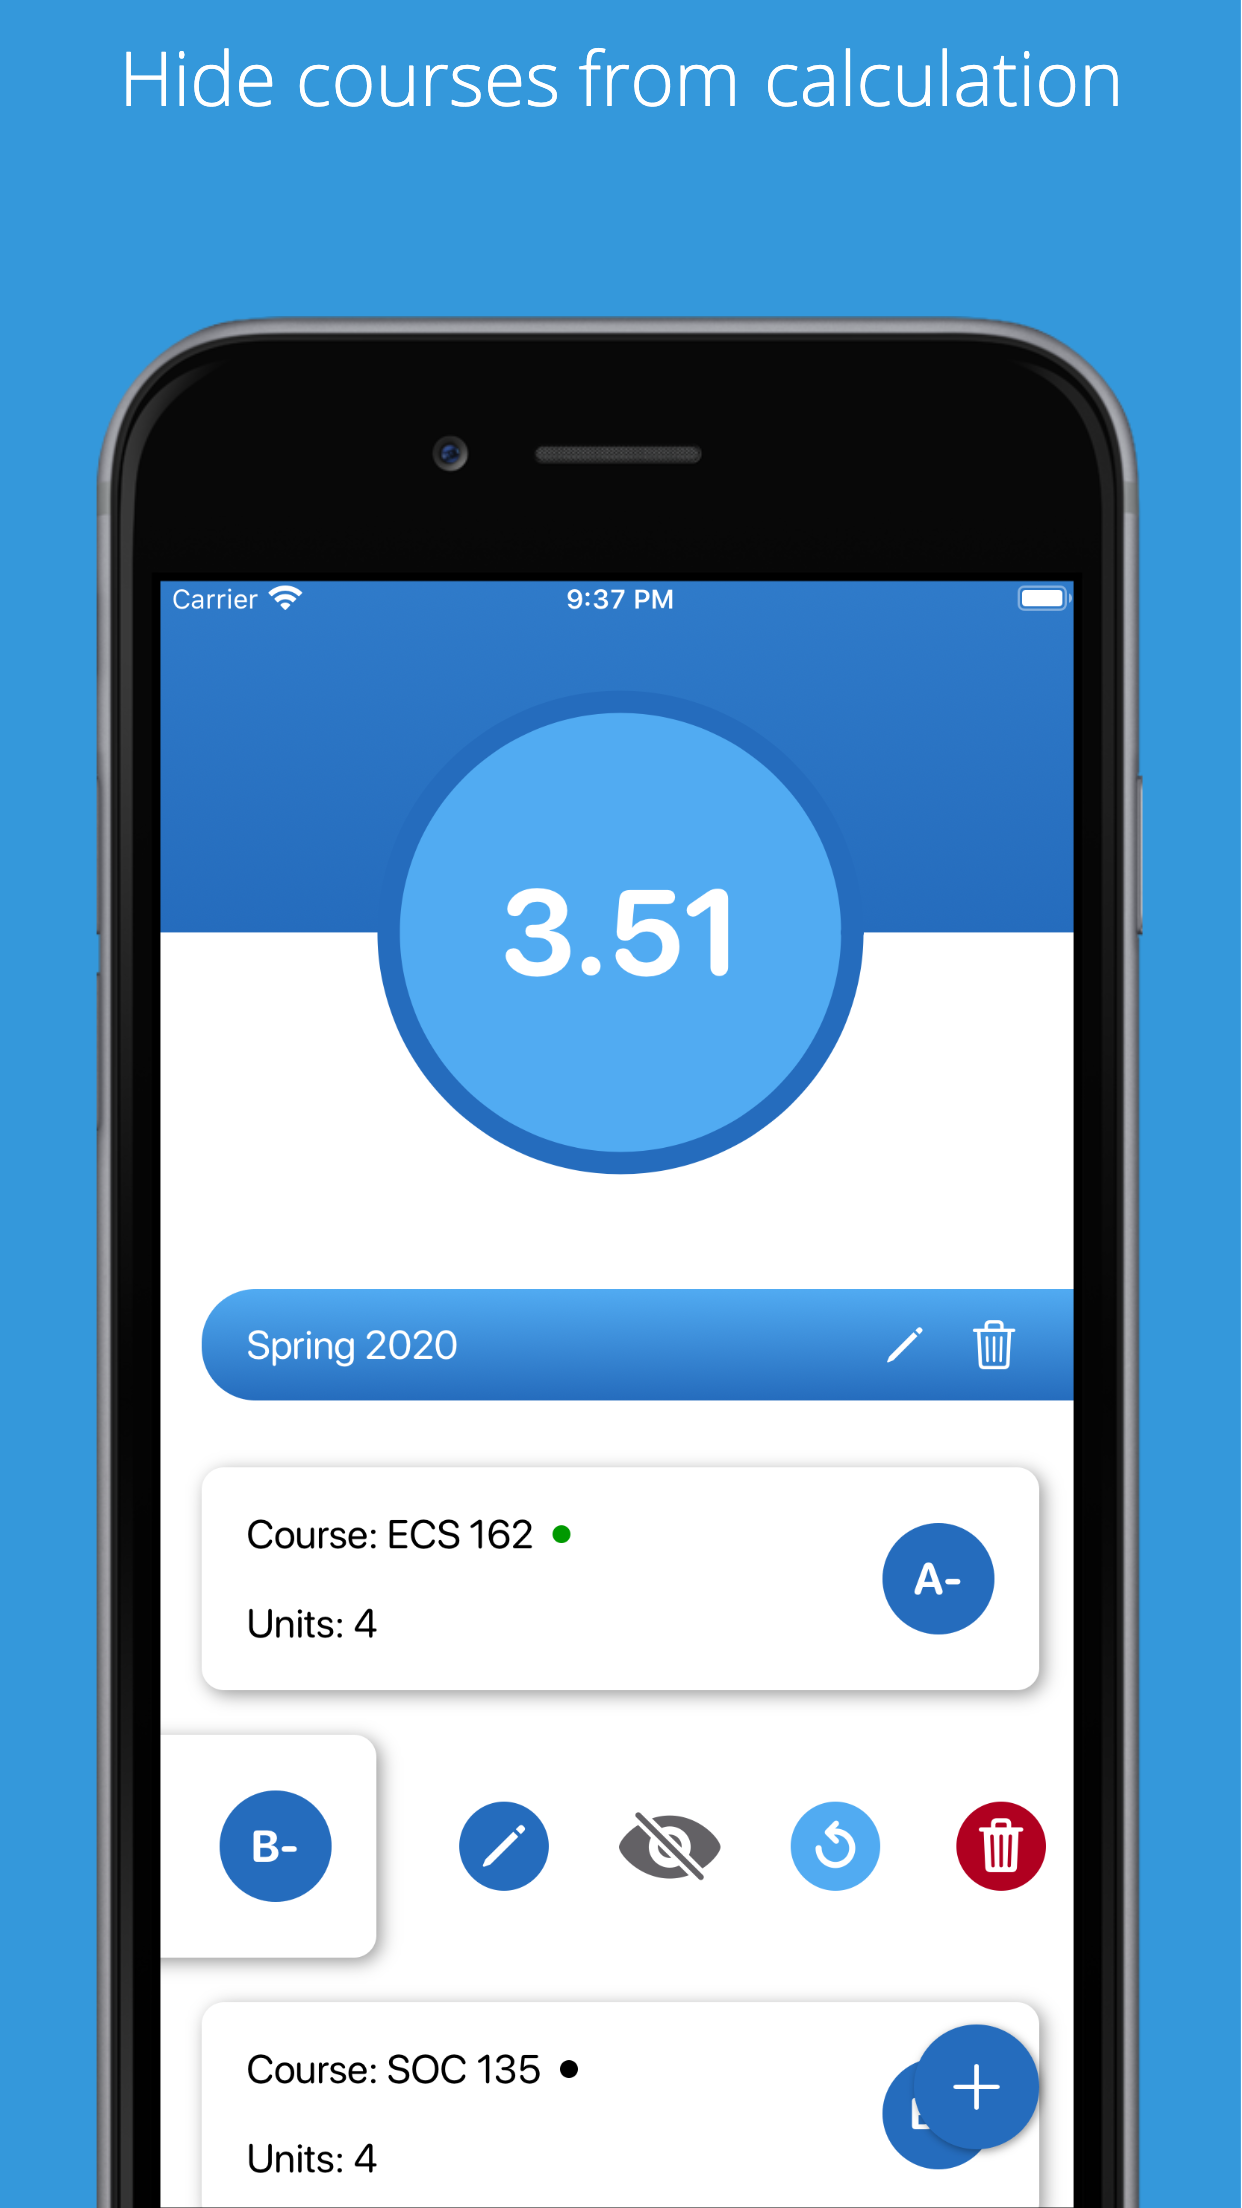 Hide courses from calculation
Carrier 9:37 PM
3.51
Spring 2020
Course: ECS 162
A-
Units: 4
B-
Course: SOC 135
Units: 4